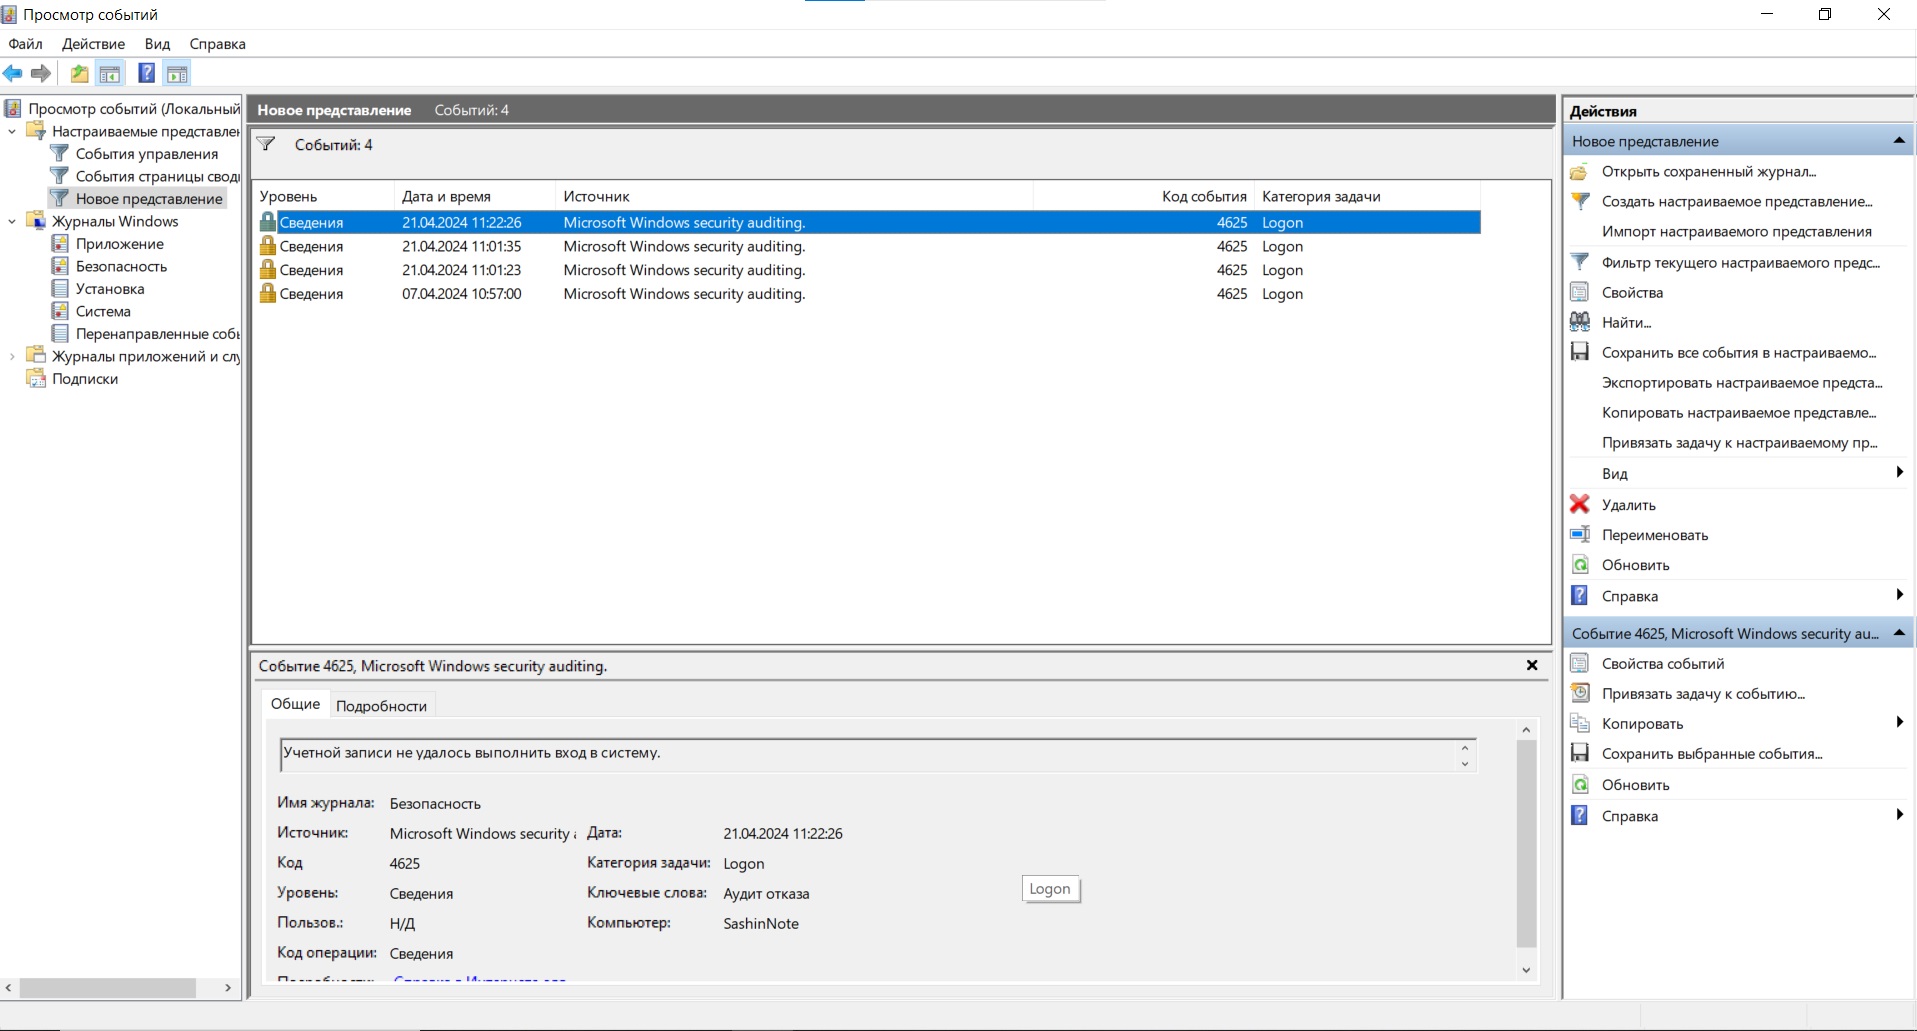 Просмотр событий
Файл Действие Вид Справка
Просмотр событий (Локальный
Настраиваемые представлен
События управления
События страницы свод
Новое представление
Журналы Windows
Приложение
Безопасность
Установка
Система
Перенаправленные собы
Журналы приложений и слу
Подписки
Новое представление Событий: 4
Событий: 4
Уровень Дата и время Источник Код события Категория задачи
Сведения 21.04.2024 11:22:26 Microsoft Windows security auditing. 4625 Logon
Сведения 21.04.2024 11:01:35 Microsoft Windows security auditing. 4625 Logon
Сведения 21.04.2024 11:01:23 Microsoft Windows security auditing. 4625 Logon
Сведения 07.04.2024 10:57:00 Microsoft Windows security auditing. 4625 Logon
Событие 4625, Microsoft Windows security auditing.
Общие Подробности
Учетной записи не удалось выполнить вход в систему.
Имя журнала: Безопасность
Источник: Microsoft Windows security Дата: 21.04.2024 11:22:26
Код 4625 Категория задачи: Logon
Уровень: Сведения Ключевые слова: Аудит отказа
Logon
Пользов.: Н/Д Компьютер: SashinNote
Код операции: Сведения
Действия
Новое представление
Открыть сохраненный журнал...
Создать настраиваемое представление...
Импорт настраиваемого представления
Фильтр текущего настраиваемого предс...
Свойства
Найти...
Сохранить все события в настраиваемо...
Экспортировать настраиваемое предста...
Копировать настраиваемое представле...
Привязать задачу к настраиваемому пр...
Вид
Удалить
Переименовать
Обновить
Справка
Событие 4625, Microsoft Windows security au...
Свойства событий
Привязать задачу к событию...
Копировать
Сохранить выбранные события...
Обновить
Справка